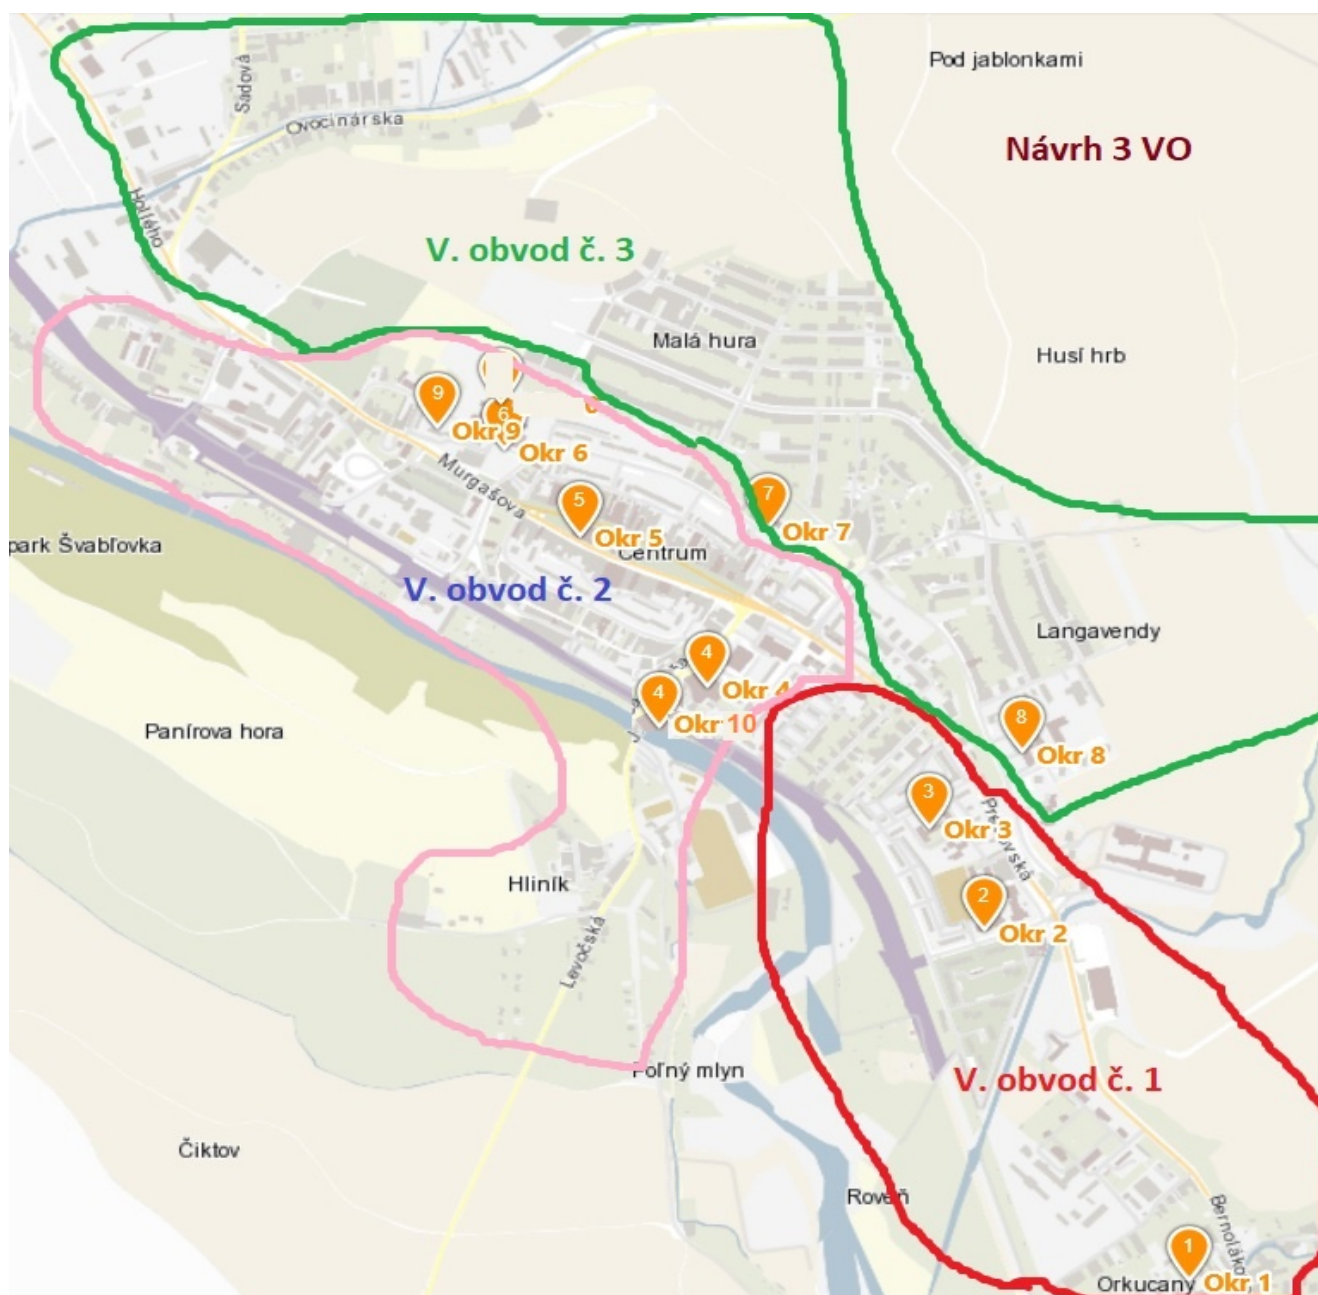 Pod jablonkami
Sadová
Ovocinárska
Návrh 3 VO
Hollého
V. obvod č. 3
Malá hura
Husí hrb
9
6
Okr 9
Okr 6
Murgašova
5
7
Okr 5
Okr 7
Centrum
park Švabľovka
V. obvod č. 2
Langavendy
4
Okr 4
4
Okr 10
8
Okr 8
Panírova hora
3
Okr 3
Hliník
2
Okr 2
Levočská
Poľný mlyn
V. obvod č. 1
Čiktov
Roveň
1
Orkucany
Okr 1